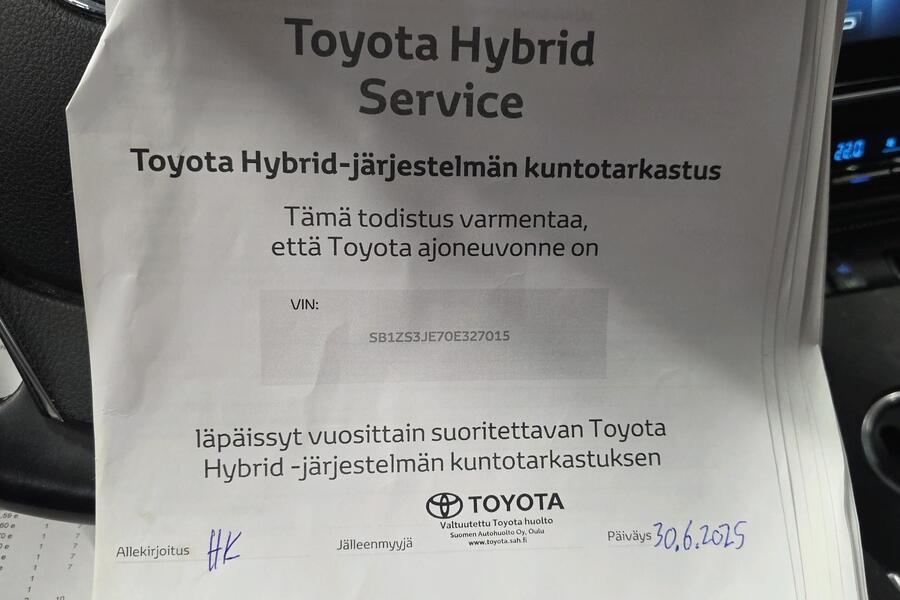 Toyota Hybrid
Service
Toyota Hybrid-järjestelmän kuntotarkastus
Tämä todistus varmentaa,
että Toyota ajoneuvonne on
VIN:
SB1ZS3JE70E327015
läpäissyt vuosittain suoritettavan Toyota
Hybrid -järjestelmän kuntotarkastuksen
TOYOTA
Valtuutettu Toyota huolto
Suomen Autohuolto Oy, Oulu
www.toyota.sah.fi
Allekirjoitus HK
Jälleenmyyjä
Päiväys 30.6.2025
22.0